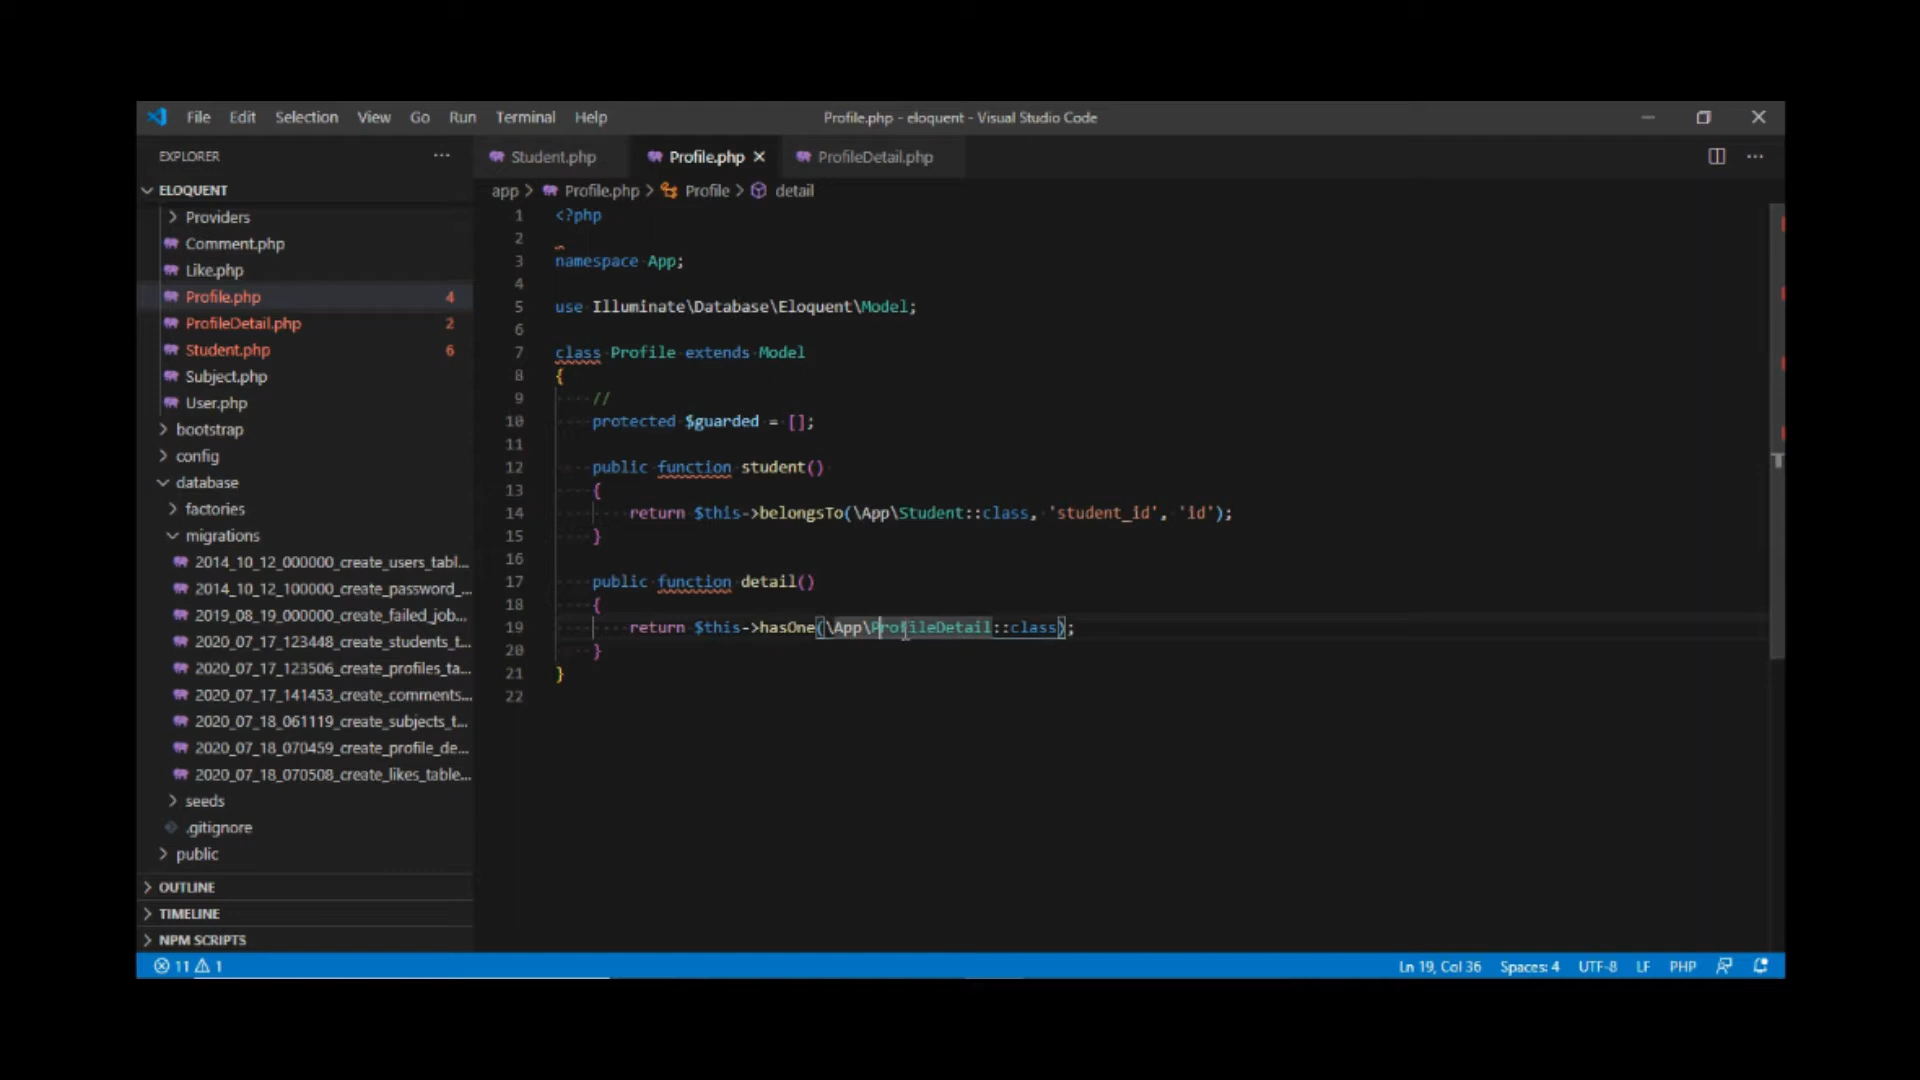 File Edit Selection View Go Run Terminal Help
Profile.php - eloquent - Visual Studio Code
EXPLORER
ELOQUENT
Providers
Comment.php
Like.php
Profile.php 4
ProfileDetail.php 2
Student.php 6
Subject.php
User.php
bootstrap
config
database
factories
migrations
2014_10_12_000000_create_users_tabl...
2014_10_12_100000_create_password_...
2019_08_19_000000_create_failed_job...
2020_07_17_123448_create_students_t...
2020_07_17_123506_create_profiles_ta...
2020_07_17_141453_create_comments...
2020_07_18_061119_create_subjects_t...
2020_07_18_070459_create_profile_de...
2020_07_18_070508_create_likes_table...
seeds
.gitignore
public
OUTLINE
TIMELINE
NPM SCRIPTS
Student.php Profile.php ProfileDetail.php
app > Profile.php > Profile > detail
1 <?php
2
3 namespace App;
4
5 use Illuminate\Database\Eloquent\Model;
6
7 class Profile extends Model
8 {
9 //
10 protected $guarded = [];
11
12 public function student()
13 {
14 return $this->belongsTo(\App\Student::class, 'student_id', 'id');
15 }
16
17 public function detail()
18 {
19 return $this->hasOne(\App\ProfileDetail::class);
20 }
21 }
22
11 1
Ln 19, Col 36 Spaces: 4 UTF-8 LF PHP